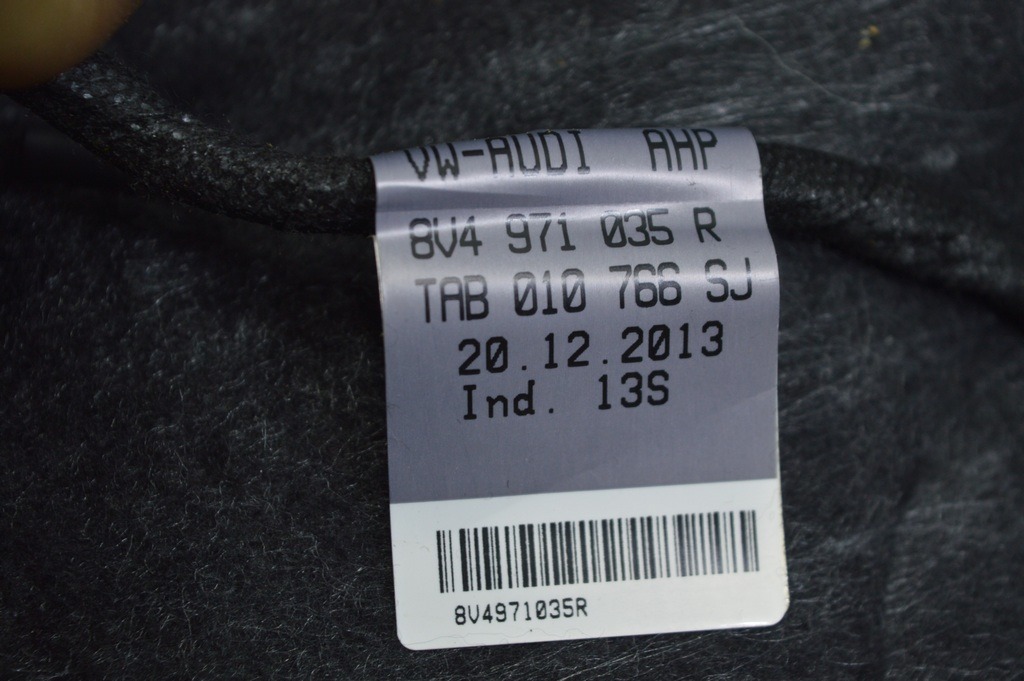 VW-AUDI AHP
8V4 971 035 R
TAB 010 766 SJ
20.12.2013
Ind. 13S
8V4971035R